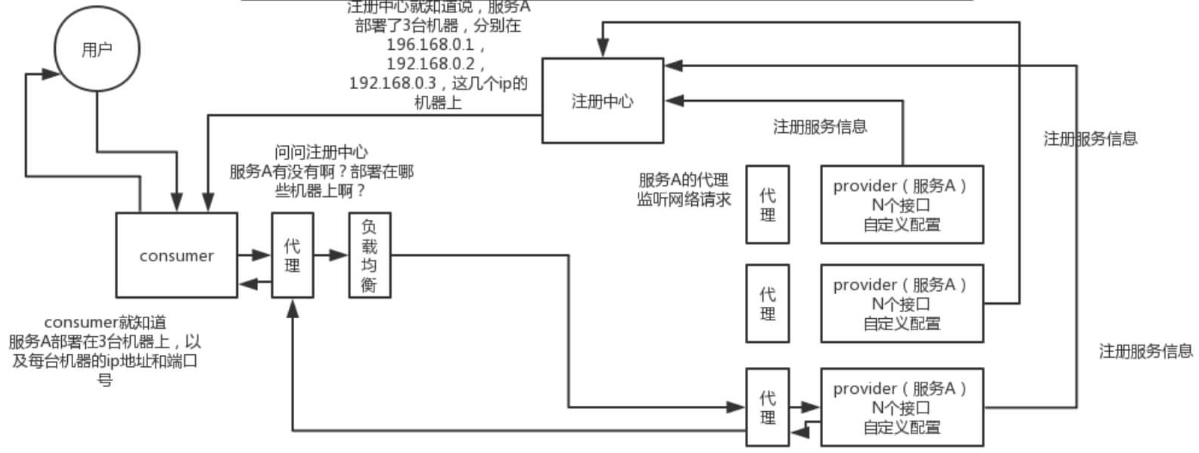 注册中心就知道说，服务A
部署了3台机器，分别在
196.168.0.1，
192.168.0.2，
192.168.0.3，这几个ip的
机器上
用户
注册中心
注册服务信息
注册服务信息
问问注册中心
服务A有没有啊？部署在哪
些机器上啊？
服务A的代理
监听网络请求
代
理
provider（服务A）
N个接口
自定义配置
consumer
代
理
负
载
均
衡
代
理
provider（服务A）
N个接口
自定义配置
consumer就知道
服务A部署在3台机器上，以
及每台机器的ip地址和端口
号
注册服务信息
代
理
provider（服务A）
N个接口
自定义配置